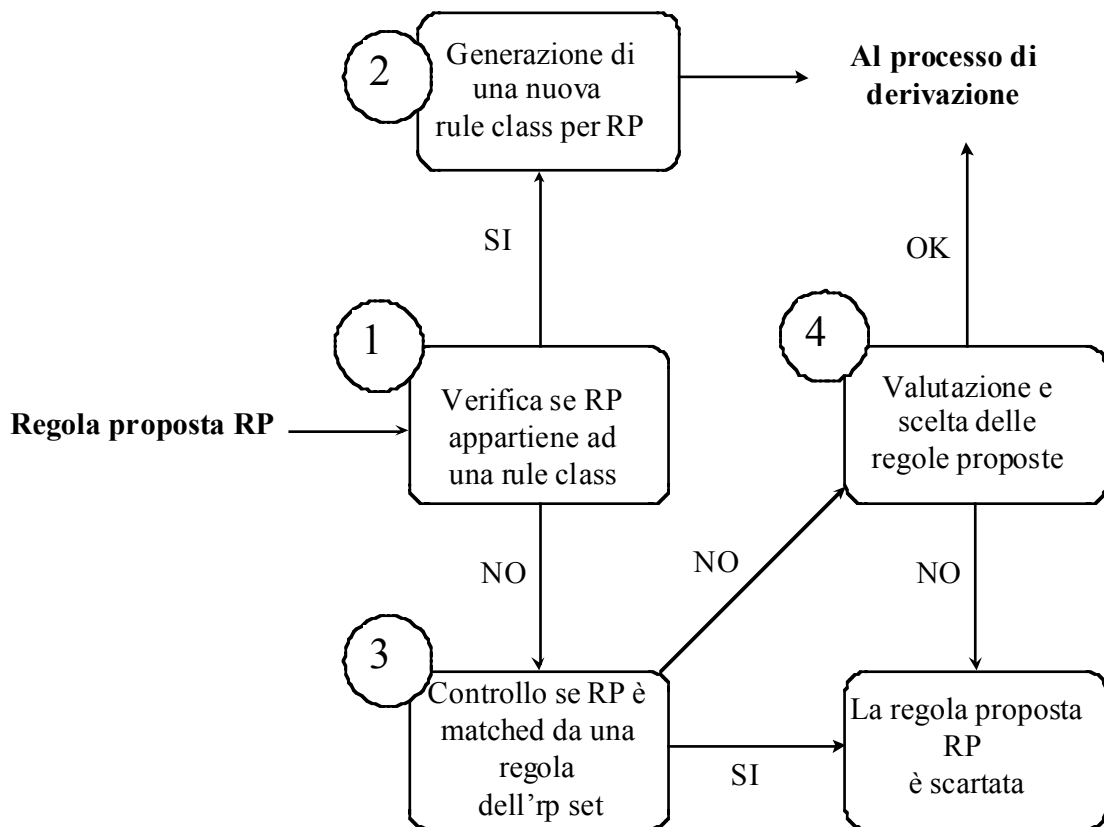 2
Generazione di
una nuova
rule class per RP
Al processo di
derivazione
SI
OK
1
4
Verifica se RP
appartiene ad
una rule class
Regola proposta RP
Valutazione e
scelta delle
regole proposte
NO
NO
NO
3
Controllo se RP è
matched da una
regola
dell’rp set
SI
La regola proposta
RP
è scartata